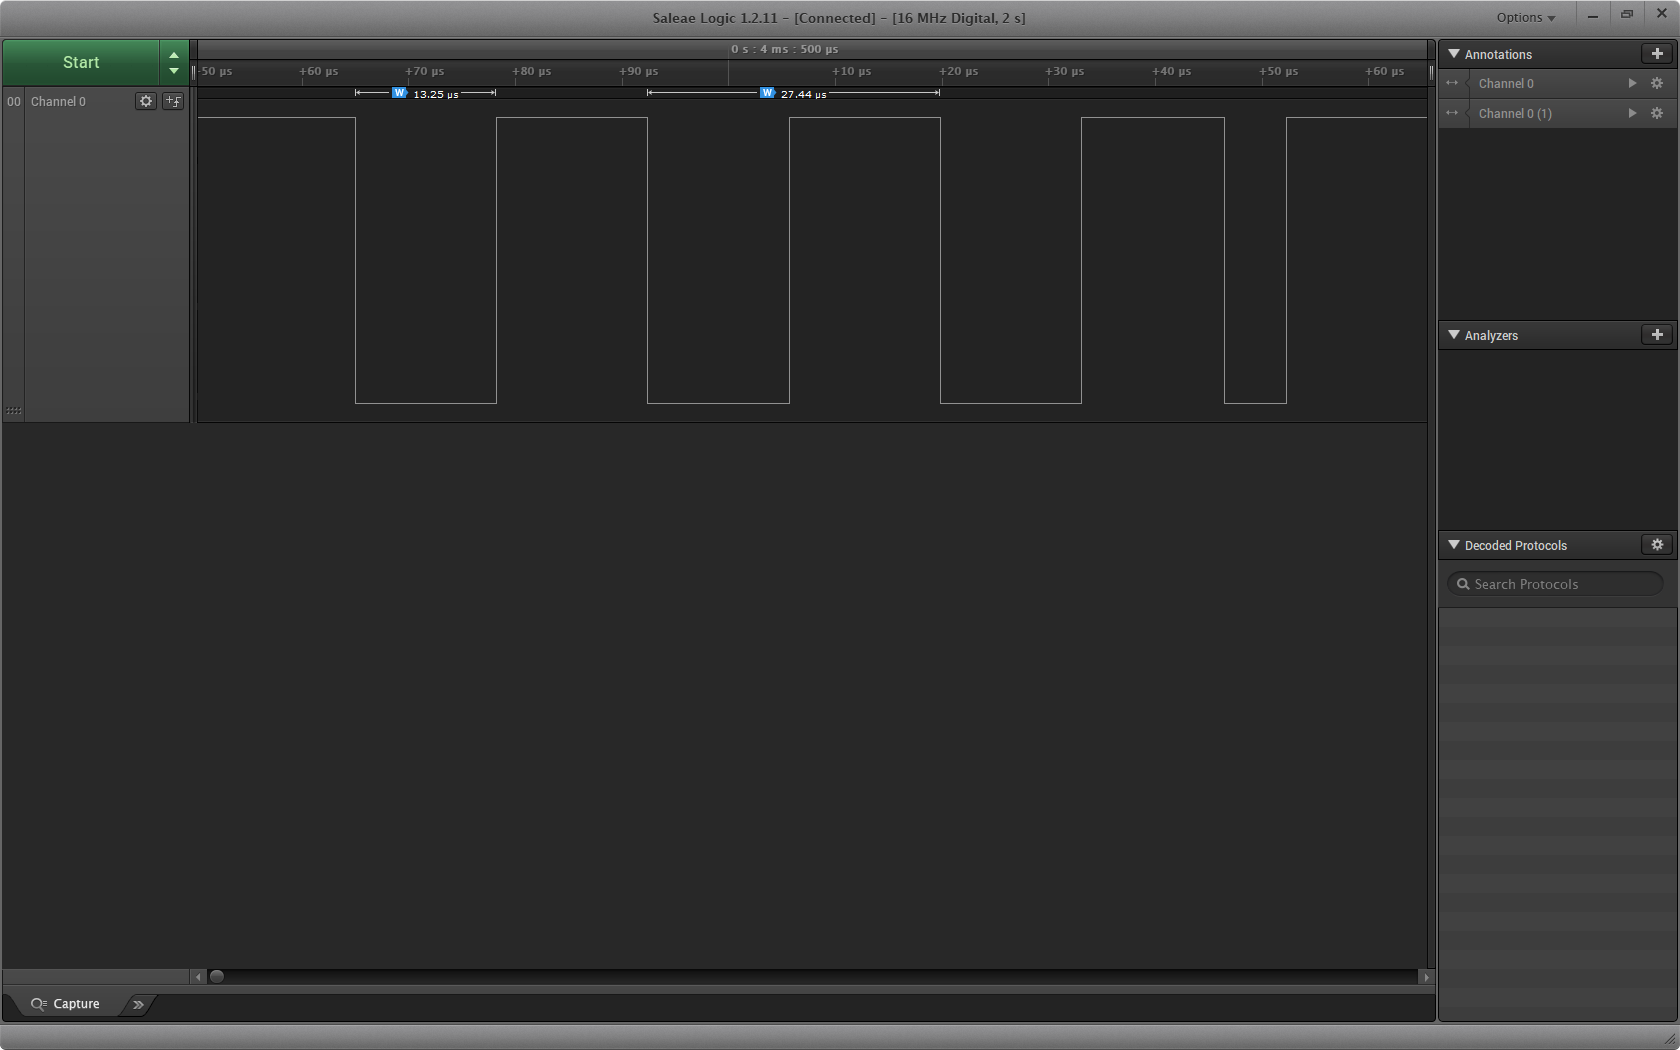 Saleae Logic 1.2.11 - [Connected] - [16 MHz Digital, 2 s]
Options
Start
0 s : 4 ms : 500 µs
+50 µs +60 µs +70 µs +80 µs +90 µs +10 µs +20 µs +30 µs +40 µs +50 µs +60 µs
W 13.25 µs W 27.44 µs
00 Channel 0
Annotations
Channel 0
Channel 0 (1)
Analyzers
Decoded Protocols
Search Protocols
Capture